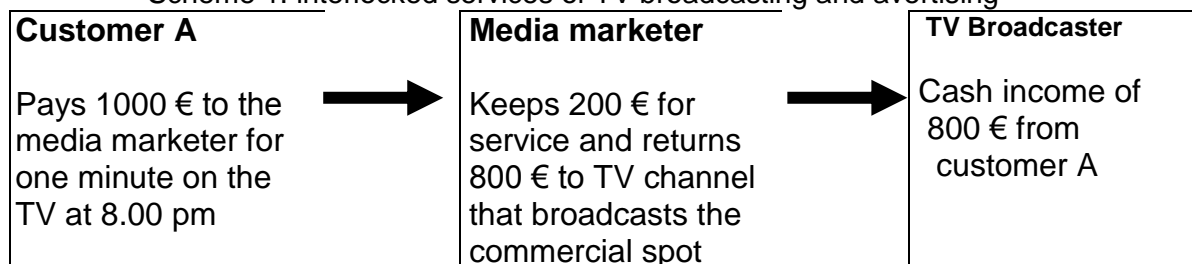 Scheme 1: Interlocked services of TV broadcasting and avertising
Customer A
Pays 1000 € to the
media marketer for
one minute on the
TV at 8.00 pm
Media marketer
Keeps 200 € for
service and returns
800 € to TV channel
that broadcasts the
commercial spot
TV Broadcaster
Cash income of
800 € from
customer A